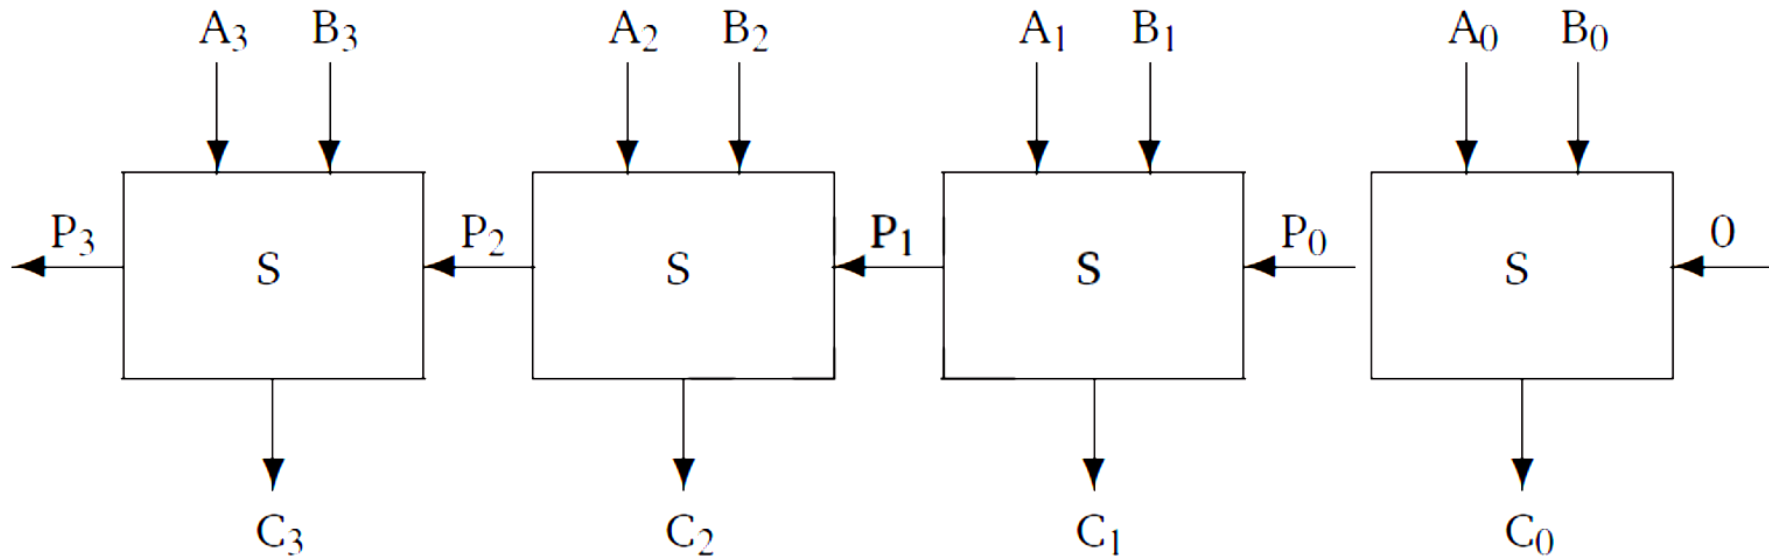 A₃ B₃ A₂ B₂ A₁ B₁ A₀ B₀
P₃ S P₂ S P₁ S P₀ S 0
C₃ C₂ C₁ C₀